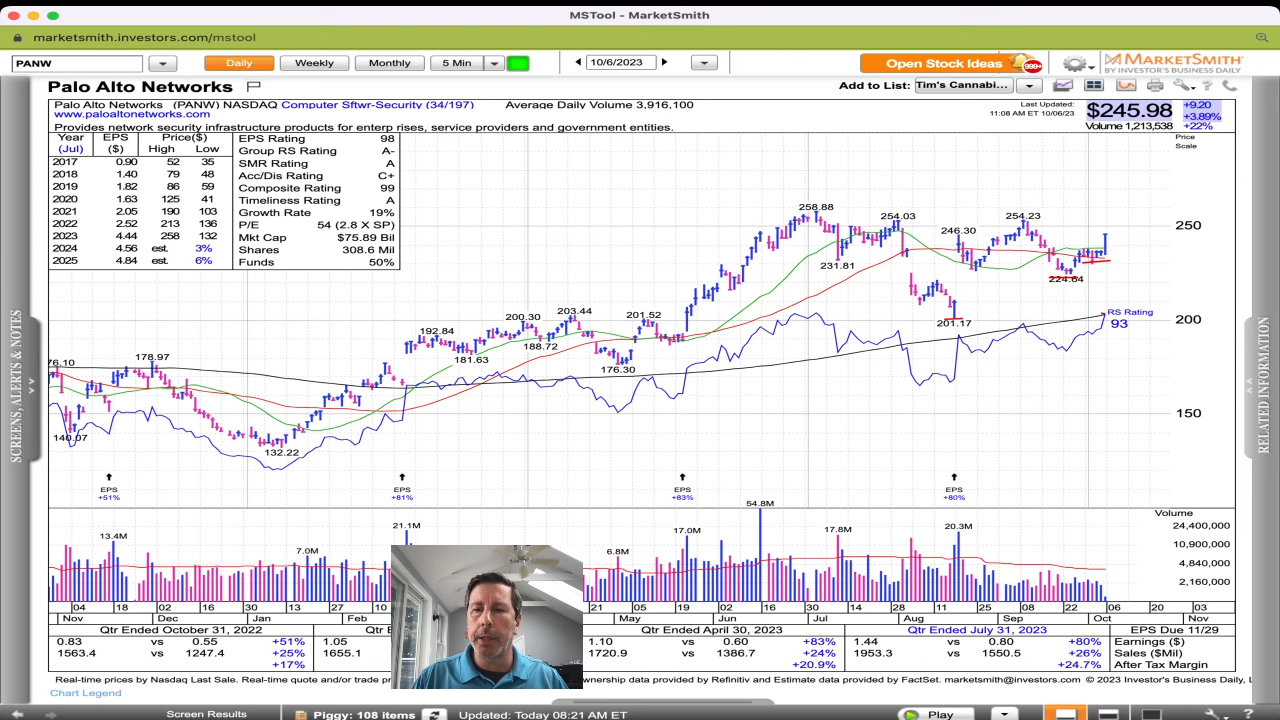 MSTool - MarketSmith
marketsmith.investors.com/mstool
PANW Daily Weekly Monthly 5 Min 10/6/2023 Open Stock Ideas 999+ MARKETSMITH
BY INVESTOR'S BUSINESS DAILY
Palo Alto Networks Add to List: Tim's Cannabi...
Palo Alto Networks (PANW) NASDAQ Computer Sftwr-Security (34/197) Average Daily Volume 3,916,100
www.paloaltonetworks.com
Provides network security infrastructure products for enterp rises, service providers and government entities.
Last Updated:
11:08 AM ET 10/06/23
$245.98 +9.20
+3.89%
Volume 1,213,538 +22%
Year EPS Price($)
(Jul) ($) High Low
2017 0.90 52 35
2018 1.40 79 48
2019 1.82 86 59
2020 1.63 125 41
2021 2.05 190 103
2022 2.52 213 136
2023 4.44 258 132
2024 4.56 est. 3%
2025 4.84 est. 6%
EPS Rating 98
Group RS Rating A-
SMR Rating A
Acc/Dis Rating C+
Composite Rating 99
Timeliness Rating A
Growth Rate 19%
P/E 54 (2.8 X SP)
Mkt Cap $75.89 Bil
Shares 308.6 Mil
Funds 50%
Price
Scale
258.88 254.03 254.23
250
246.30
231.81
224.64
200.30 203.44 201.52
201.17
200
RS Rating
93
192.84
188.72
181.63
176.30
76.10 178.97
150
140.07
132.22
EPS EPS EPS EPS
+51% +81% +83% +80%
54.8M
Volume
24,400,000
21.1M 17.0M 17.8M 20.3M
13.4M
10,900,000
7.0M 6.8M
4,840,000
2,160,000
04 18 02 16 30 13 27 10 21 05 19 02 16 30 14 28 11 25 08 22 06 20 03
Nov Dec Jan Feb May Jun Jul Aug Sep Oct
Qtr Ended October 31, 2022 Qtr E Qtr Ended April 30, 2023 Qtr Ended July 31, 2023 EPS Due 11/29
0.83 vs 0.55 +51% 1.05 1.10 vs 0.60 +83% 1.44 vs 0.80 +80% Earnings ($)
1563.4 vs 1247.4 +25% 1655.1 1720.9 vs 1386.7 +24% 1953.3 vs 1550.5 +26% Sales ($Mil)
+17% +20.9% +24.7% After Tax Margin
Real-time prices by Nasdaq Last Sale. Real-time quote and/or trade pr wnership data provided by Refinitiv and Estimate data provided by FactSet. marketsmith@investors.com © 2023 Investor's Business Daily, L
Chart Legend
SCREENS, ALERTS & NOTES
RELATED INFORMATION
Screen Results Piggy: 108 items Updated: Today 08:21 AM ET Play